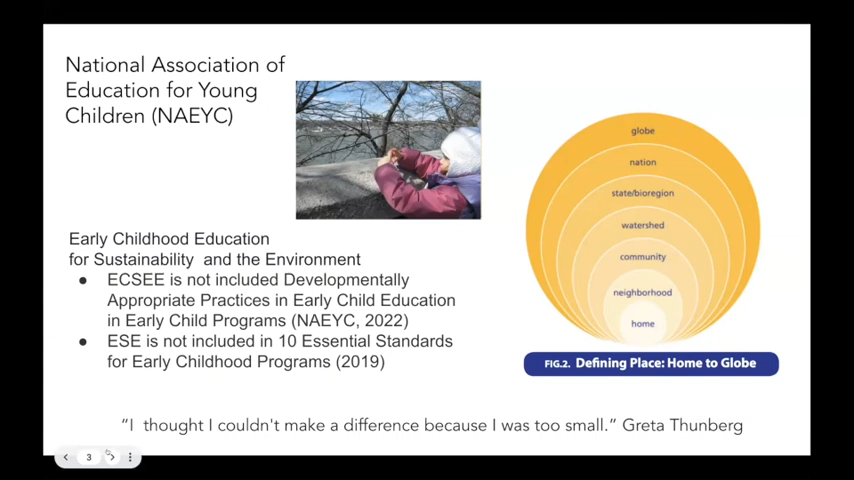 National Association of
Education for Young
Children (NAEYC)
Early Childhood Education
for Sustainability and the Environment
● ECSEE is not included Developmentally
Appropriate Practices in Early Child Education
in Early Child Programs (NAEYC, 2022)
● ESE is not included in 10 Essential Standards
for Early Childhood Programs (2019)
globe
nation
state/bioregion
watershed
community
neighborhood
home
FIG.2. Defining Place: Home to Globe
“I thought I couldn't make a difference because I was too small.” Greta Thunberg
3